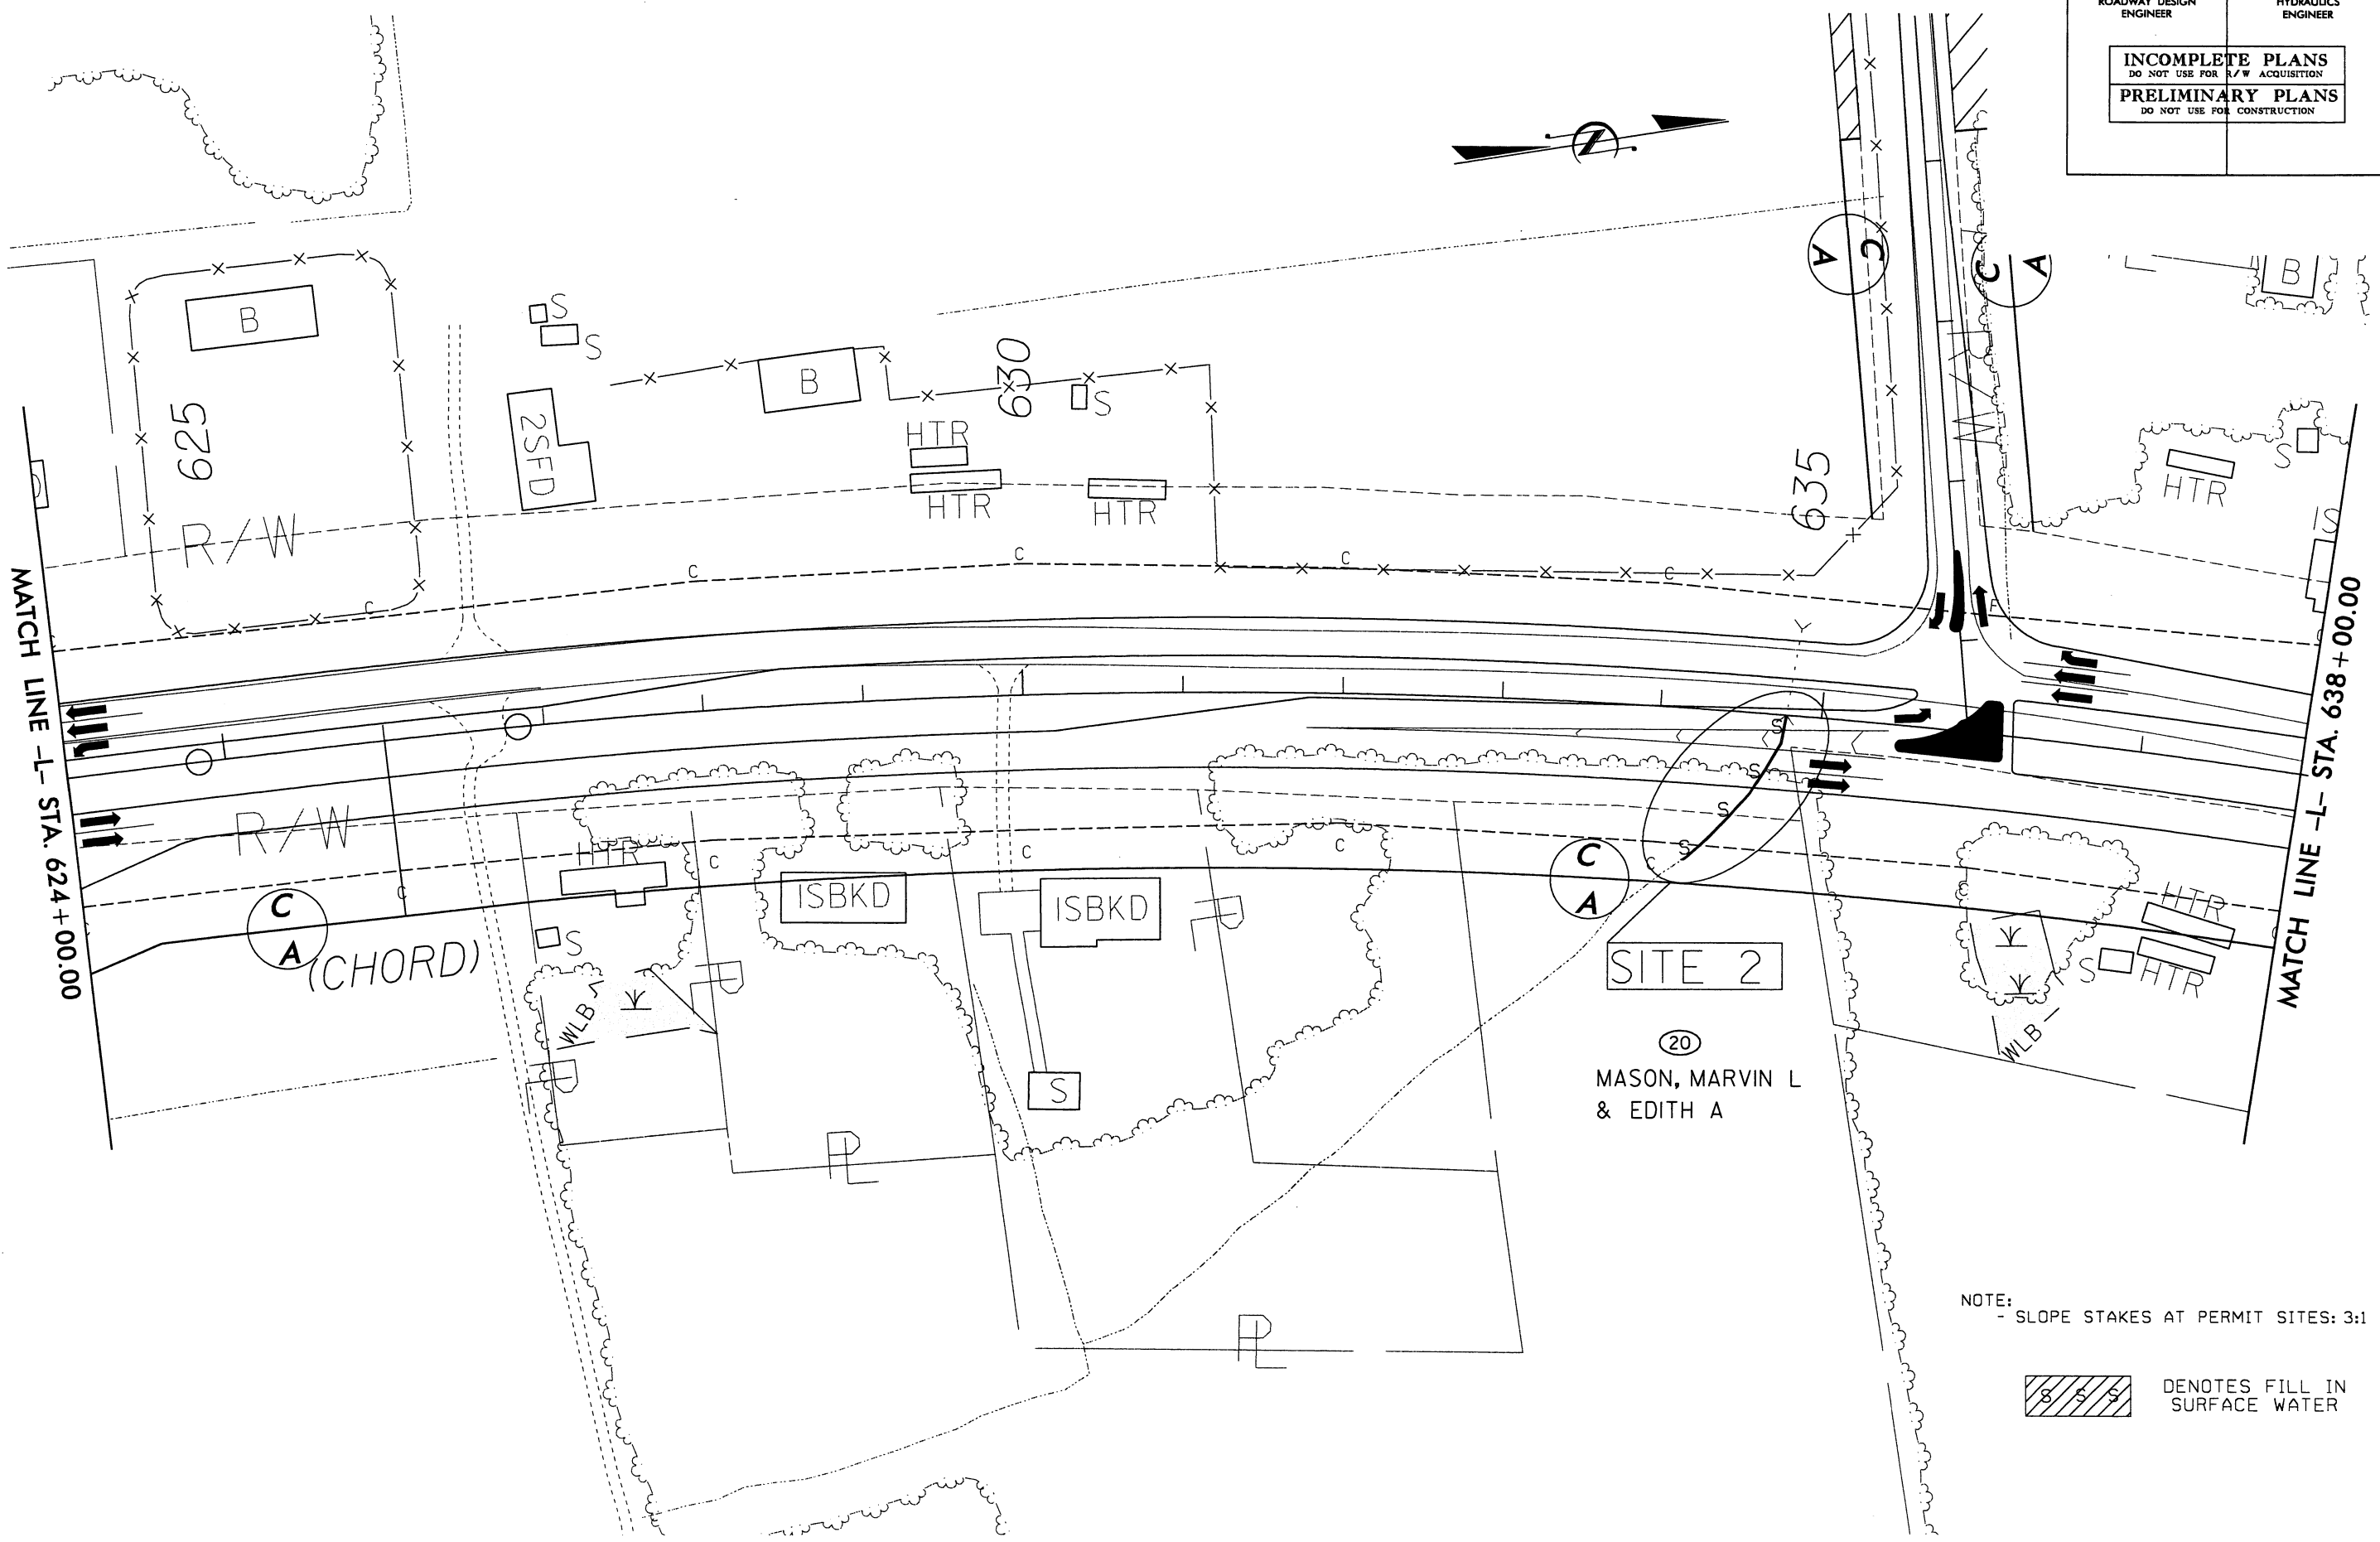 ROADWAY DESIGN
ENGINEER
HYDRAULICS
ENGINEER
INCOMPLETE PLANS
DO NOT USE FOR R/W ACQUISITION
PRELIMINARY PLANS
DO NOT USE FOR CONSTRUCTION
A
C
C
A
B
B
S
S
625
2SFD
B
630
S
HTR
HTR
HTR
635
S
HTR
R/W
C
C
C
C
C
F
MATCH LINE -L- STA. 624+00.00
MATCH LINE -L- STA. 638+00.00
R/W
HTR
C
C
C
C
C
S
S
S
S
C
A
(CHORD)
ISBKD
ISBKD
C
A
S
WLB
S
SITE 2
HTR
HTR
S
WLB
20
MASON, MARVIN L
& EDITH A
PL
PL
NOTE:
- SLOPE STAKES AT PERMIT SITES: 3:1
S S S
DENOTES FILL IN
SURFACE WATER